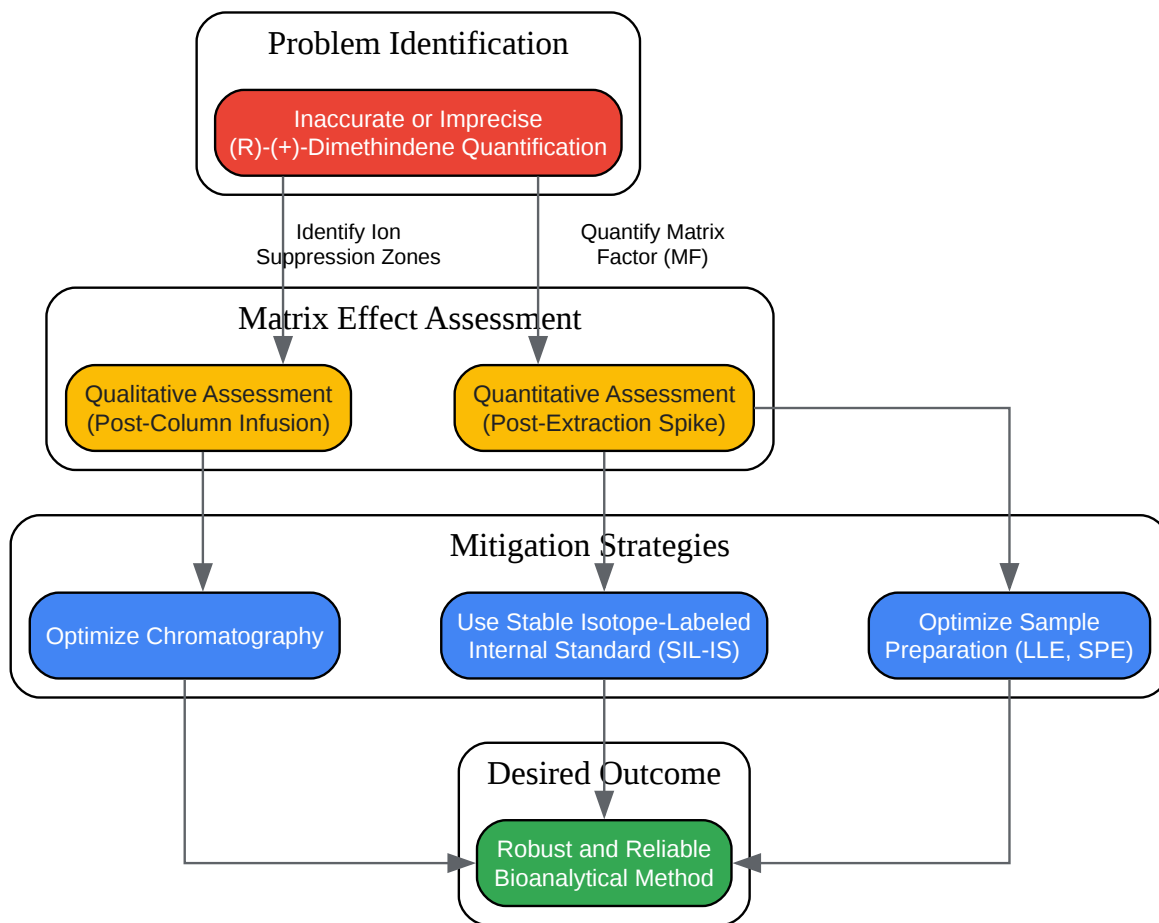 Problem Identification
Inaccurate or Imprecise
(R)-(+)-Dimethindene Quantification
Identify Ion
Suppression Zones
Quantify Matrix
Factor (MF)
Matrix Effect Assessment
Qualitative Assessment
(Post-Column Infusion)
Quantitative Assessment
(Post-Extraction Spike)
Mitigation Strategies
Optimize Chromatography
Use Stable Isotope-Labeled
Internal Standard (SIL-IS)
Optimize Sample
Preparation (LLE, SPE)
Desired Outcome
Robust and Reliable
Bioanalytical Method